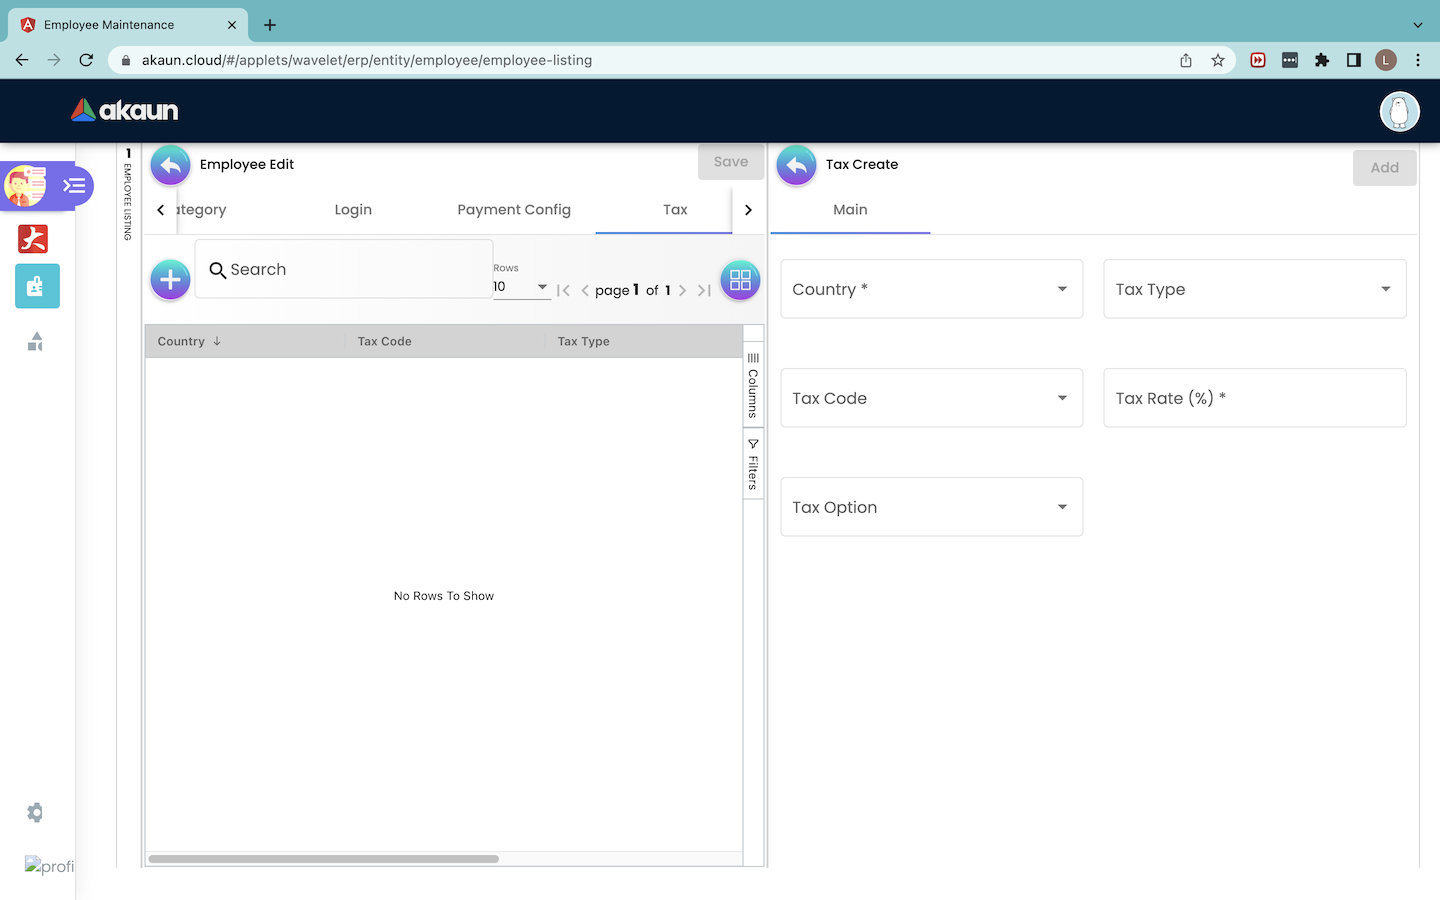 Employee Maintenance
akaun.cloud/#/applets/wavelet/erp/entity/employee/employee-listing
L
akaun
1 EMPLOYEE LISTING
Employee Edit
Save
Tax Create
Add
ategory
Login
Payment Config
Tax
Main
Search
Rows
10
page 1 of 1
Country *
Tax Type
Country
Tax Code
Tax Type
Columns
Filters
Tax Code
Tax Rate (%) *
Tax Option
No Rows To Show
profi